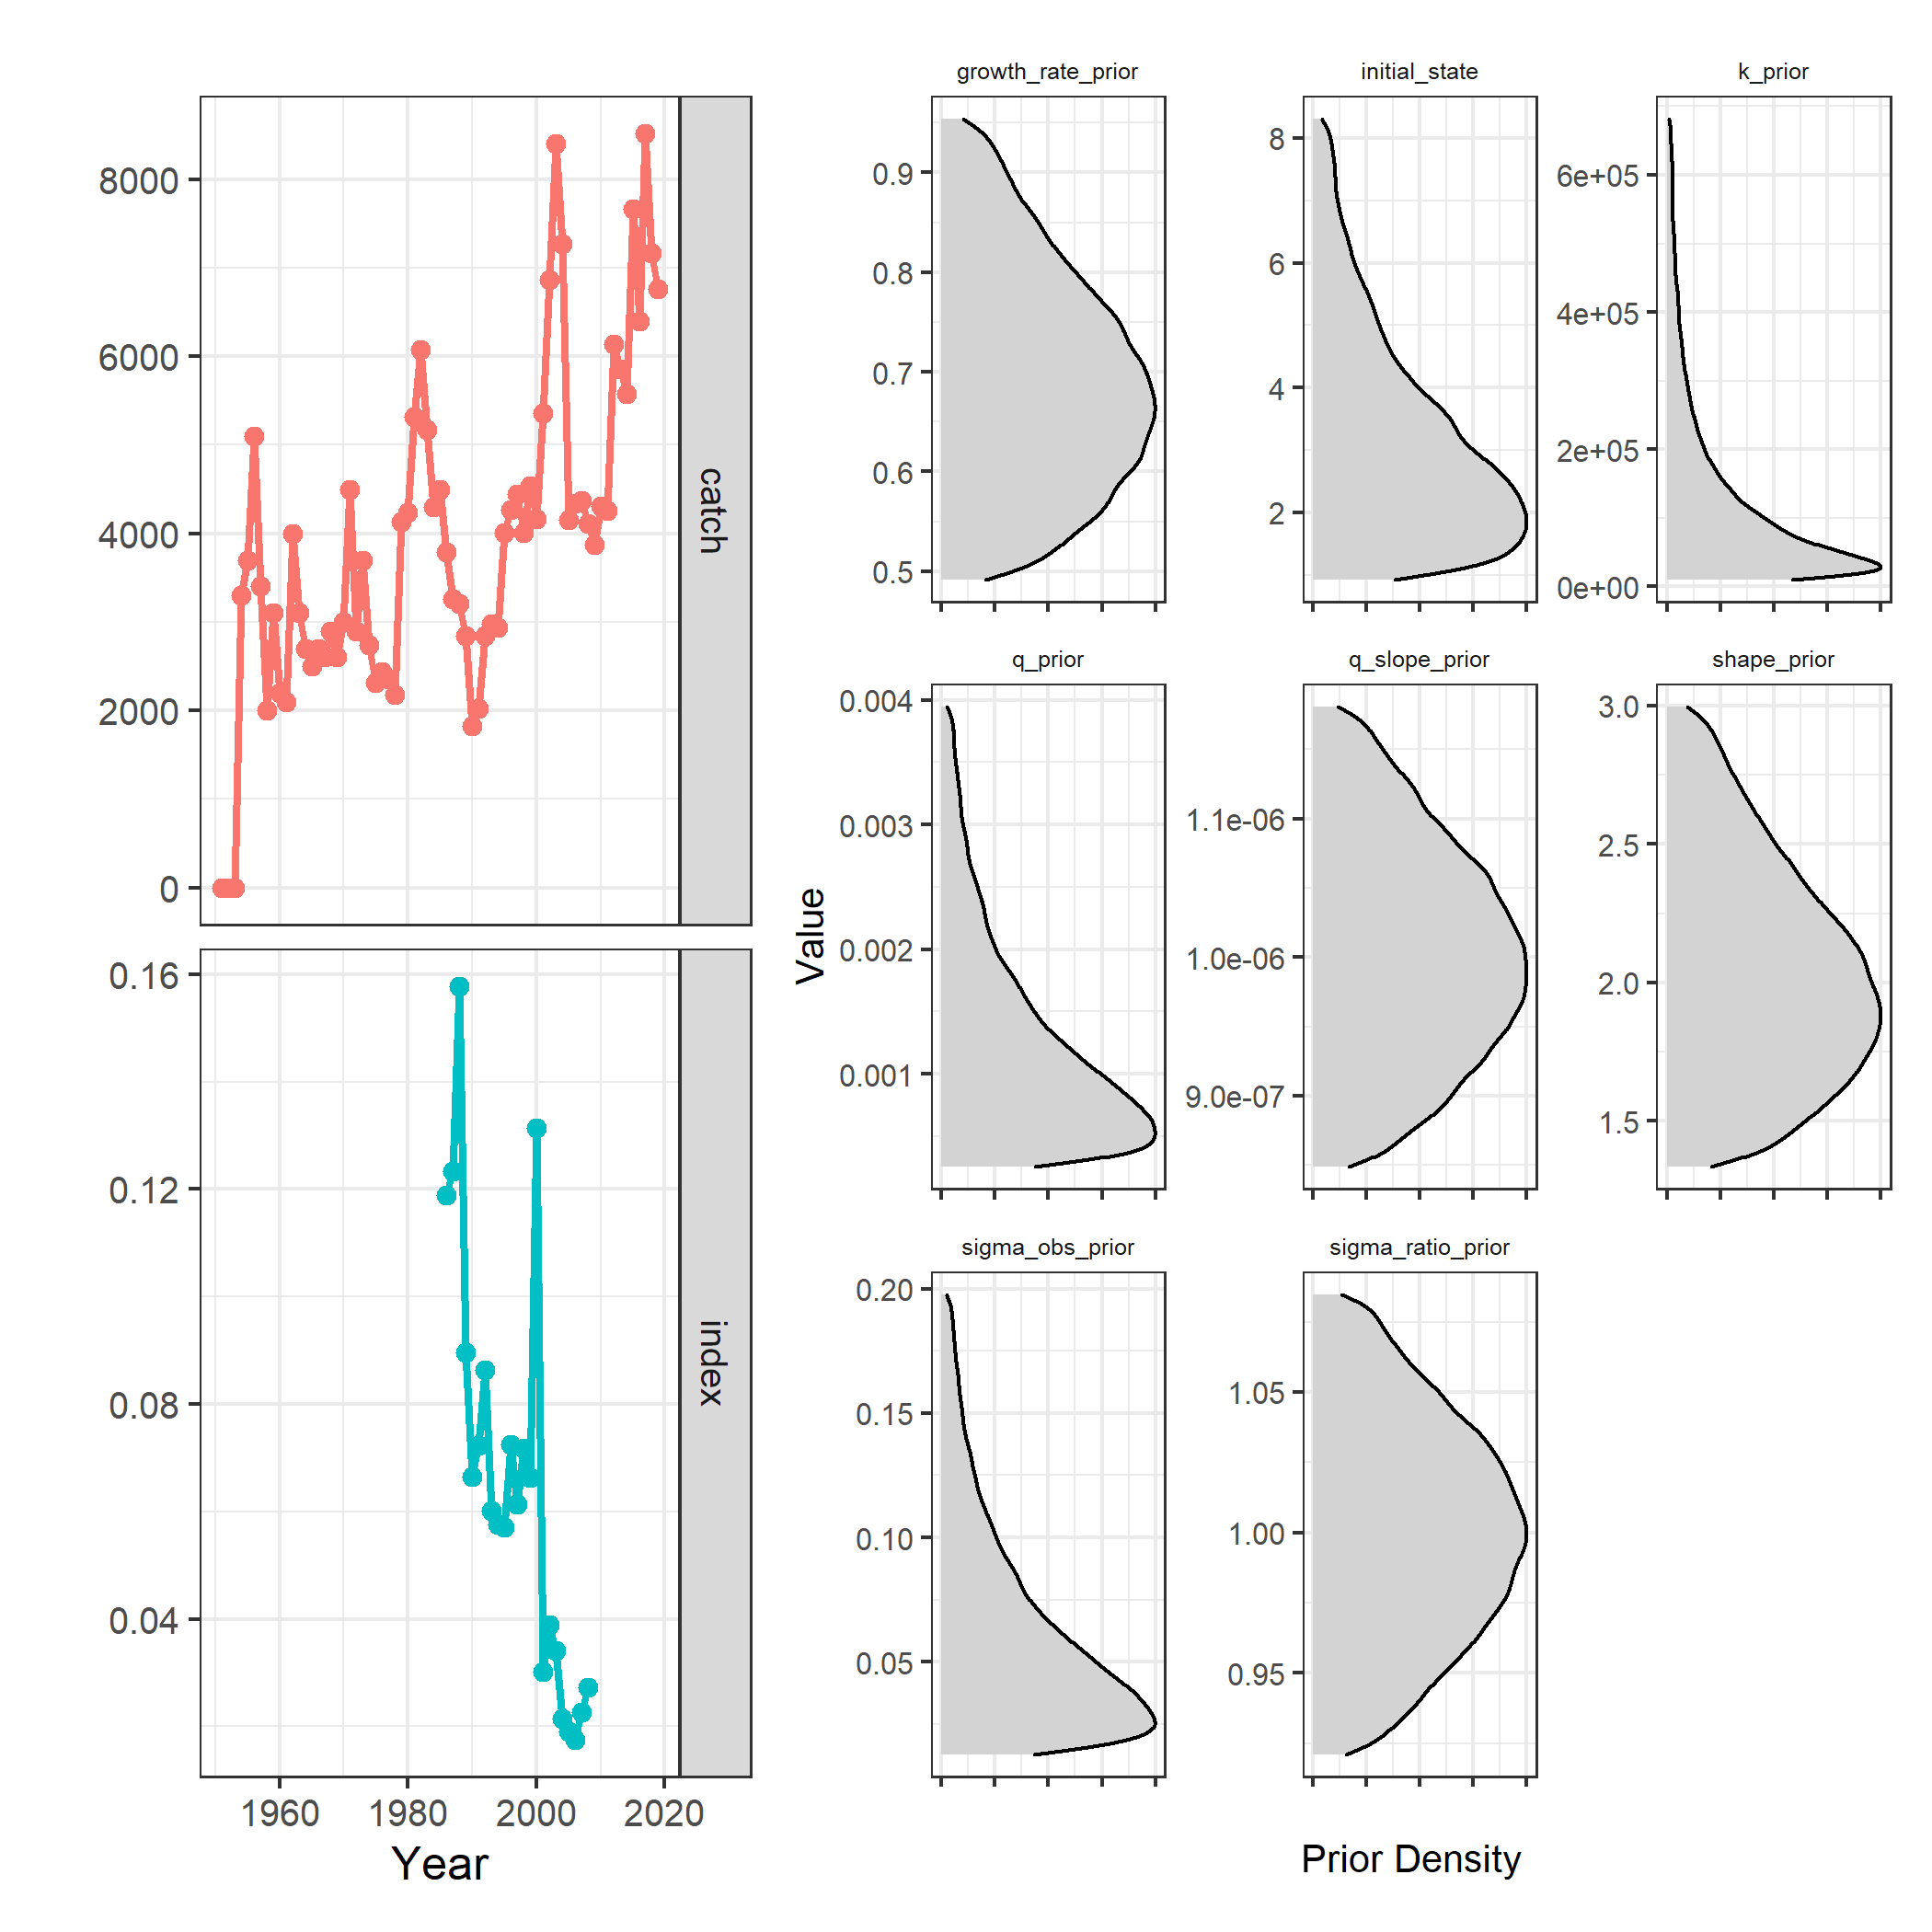 8000
6000
4000
2000
0
catch
0.16
0.12
0.08
0.04
index
1960 1980 2000 2020
Year
Value
growth_rate_prior
0.9
0.8
0.7
0.6
0.5
initial_state
8
6
4
2
k_prior
6e+05
4e+05
2e+05
0e+00
q_prior
0.004
0.003
0.002
0.001
q_slope_prior
1.1e-06
1.0e-06
9.0e-07
shape_prior
3.0
2.5
2.0
1.5
sigma_obs_prior
0.20
0.15
0.10
0.05
sigma_ratio_prior
1.05
1.00
0.95
Prior Density